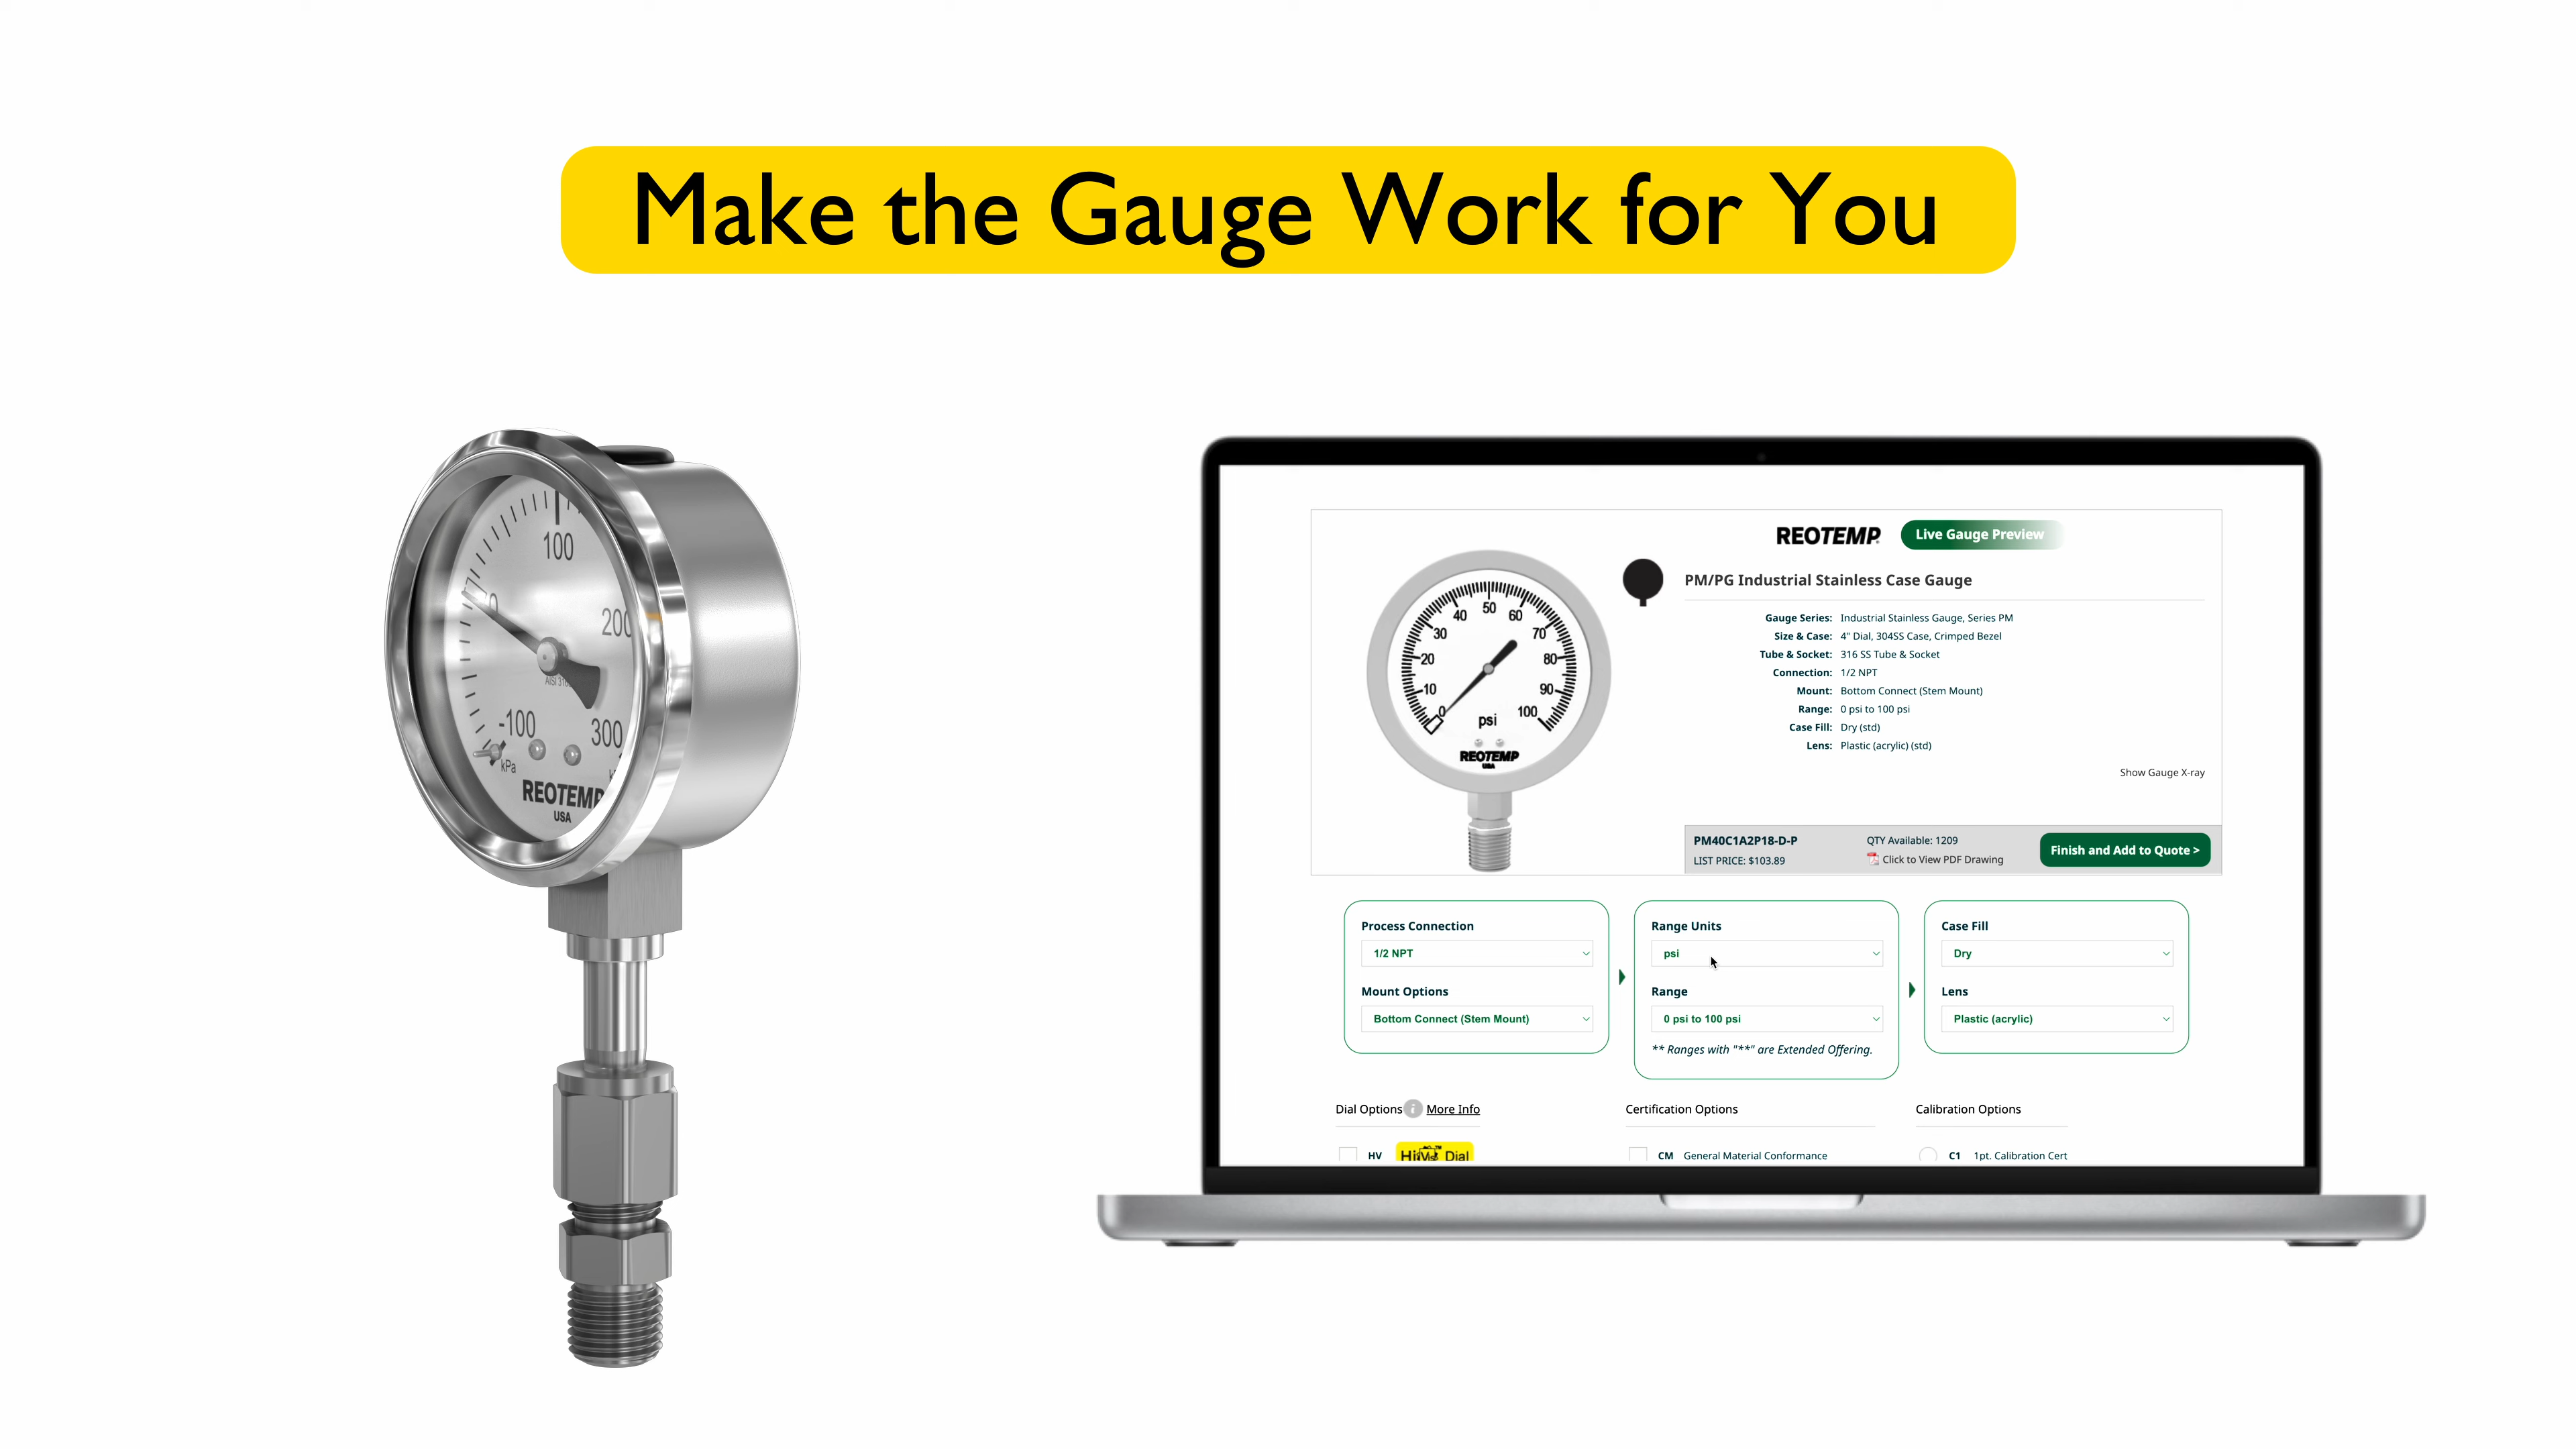 Make the Gauge Work for You
100
0
200
-100
300
kPa
REOTEMP
USA
REOTEMP
Live Gauge Preview
PM/PG Industrial Stainless Case Gauge
Gauge Series: Industrial Stainless Gauge, Series PM
Size & Case: 4" Dial, 304SS Case, Crimped Bezel
Tube & Socket: 316 SS Tube & Socket
Connection: 1/2 NPT
Mount: Bottom Connect (Stem Mount)
Range: 0 psi to 100 psi
Case Fill: Dry (std)
Lens: Plastic (acrylic) (std)
Show Gauge X-ray
0 10 20 30 40 50 60 70 80 90 100
psi
REOTEMP
USA
PM40C1A2P18-D-P
QTY Available: 1209
LIST PRICE: $103.89
Click to View PDF Drawing
Finish and Add to Quote >
Process Connection
1/2 NPT
Mount Options
Bottom Connect (Stem Mount)
Range Units
psi
Range
0 psi to 100 psi
** Ranges with "**" are Extended Offering.
Case Fill
Dry
Lens
Plastic (acrylic)
Dial Options i More Info
HV HiVis Dial
Certification Options
CM General Material Conformance
Calibration Options
C1 1pt. Calibration Cert